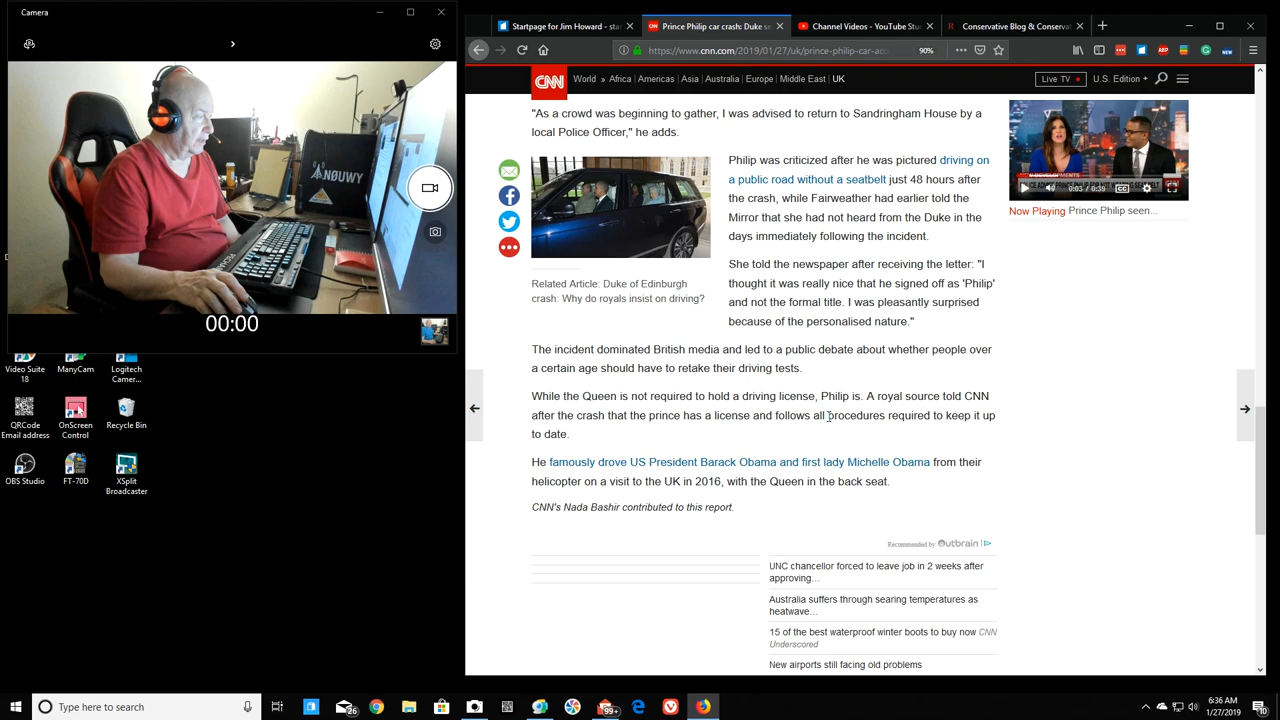 Camera
00:00
NØUWY
Video Suite
18
ManyCam
Logitech
Camer...
QRCode
Email address
OnScreen
Control
Recycle Bin
OBS Studio
FT-70D
XSplit
Broadcaster
Startpage for Jim Howard - star
Prince Philip car crash: Duke se
Channel Videos - YouTube Stu
Conservative Blog & Conservat
https://www.cnn.com/2019/01/27/uk/prince-philip-car-acc
90%
CNN
World » Africa | Americas | Asia | Australia | Europe | Middle East | UK
Live TV
U.S. Edition +
"As a crowd was beginning to gather, I was advised to return to Sandringham House by a
local Police Officer," he adds.
Philip was criticized after he was pictured driving on
a public road without a seatbelt just 48 hours after
the crash, while Fairweather had earlier told the
Mirror that she had not heard from the Duke in the
days immediately following the incident.
Related Article: Duke of Edinburgh
crash: Why do royals insist on driving?
She told the newspaper after receiving the letter: "I
thought it was really nice that he signed off as 'Philip'
and not the formal title. I was pleasantly surprised
because of the personalised nature."
The incident dominated British media and led to a public debate about whether people over
a certain age should have to retake their driving tests.
While the Queen is not required to hold a driving license, Philip is. A royal source told CNN
after the crash that the prince has a license and follows all procedures required to keep it up
to date.
He famously drove US President Barack Obama and first lady Michelle Obama from their
helicopter on a visit to the UK in 2016, with the Queen in the back seat.
CNN's Nada Bashir contributed to this report.
Recommended by Outbrain
UNC chancellor forced to leave job in 2 weeks after
approving...
Australia suffers through searing temperatures as
heatwave...
15 of the best waterproof winter boots to buy now CNN
Underscored
New airports still facing old problems
0:03 / 0:39
CC
Now Playing Prince Philip seen...
Type here to search
26
99+
6:36 AM
1/27/2019
10